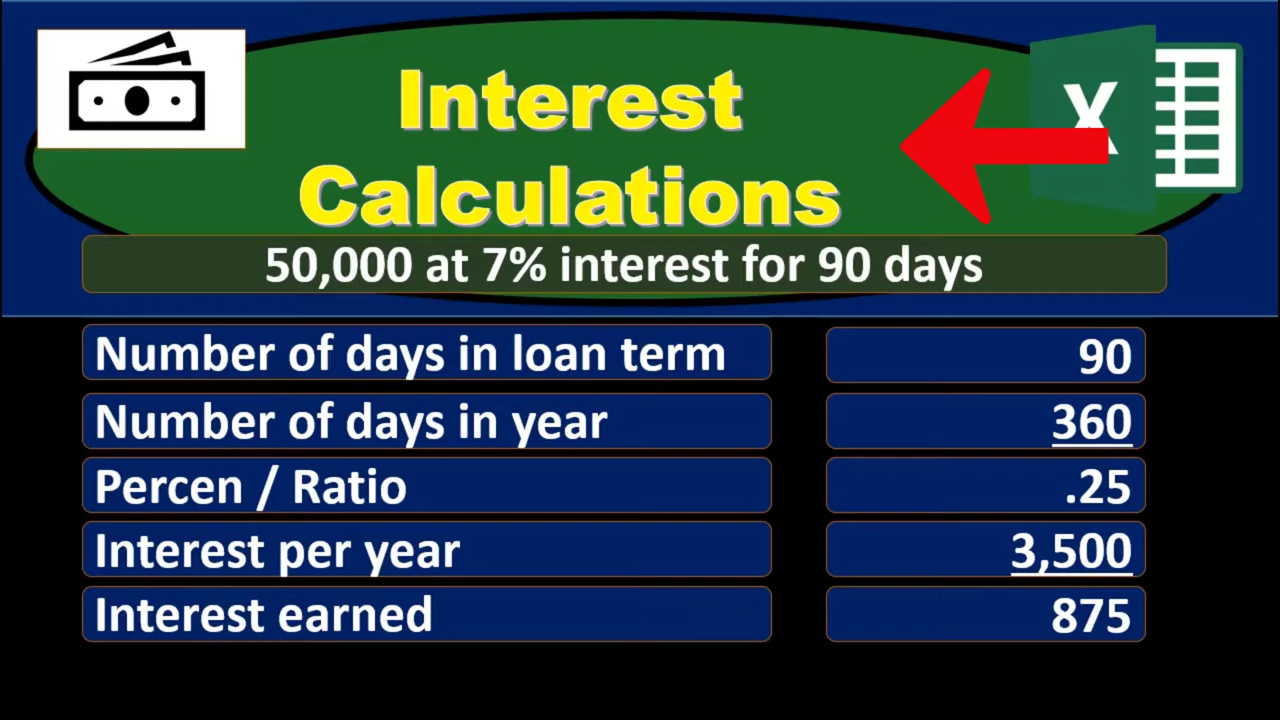 Interest
Calculations
X
50,000 at 7% interest for 90 days
Number of days in loan term 90
Number of days in year 360
Percen / Ratio .25
Interest per year 3,500
Interest earned 875